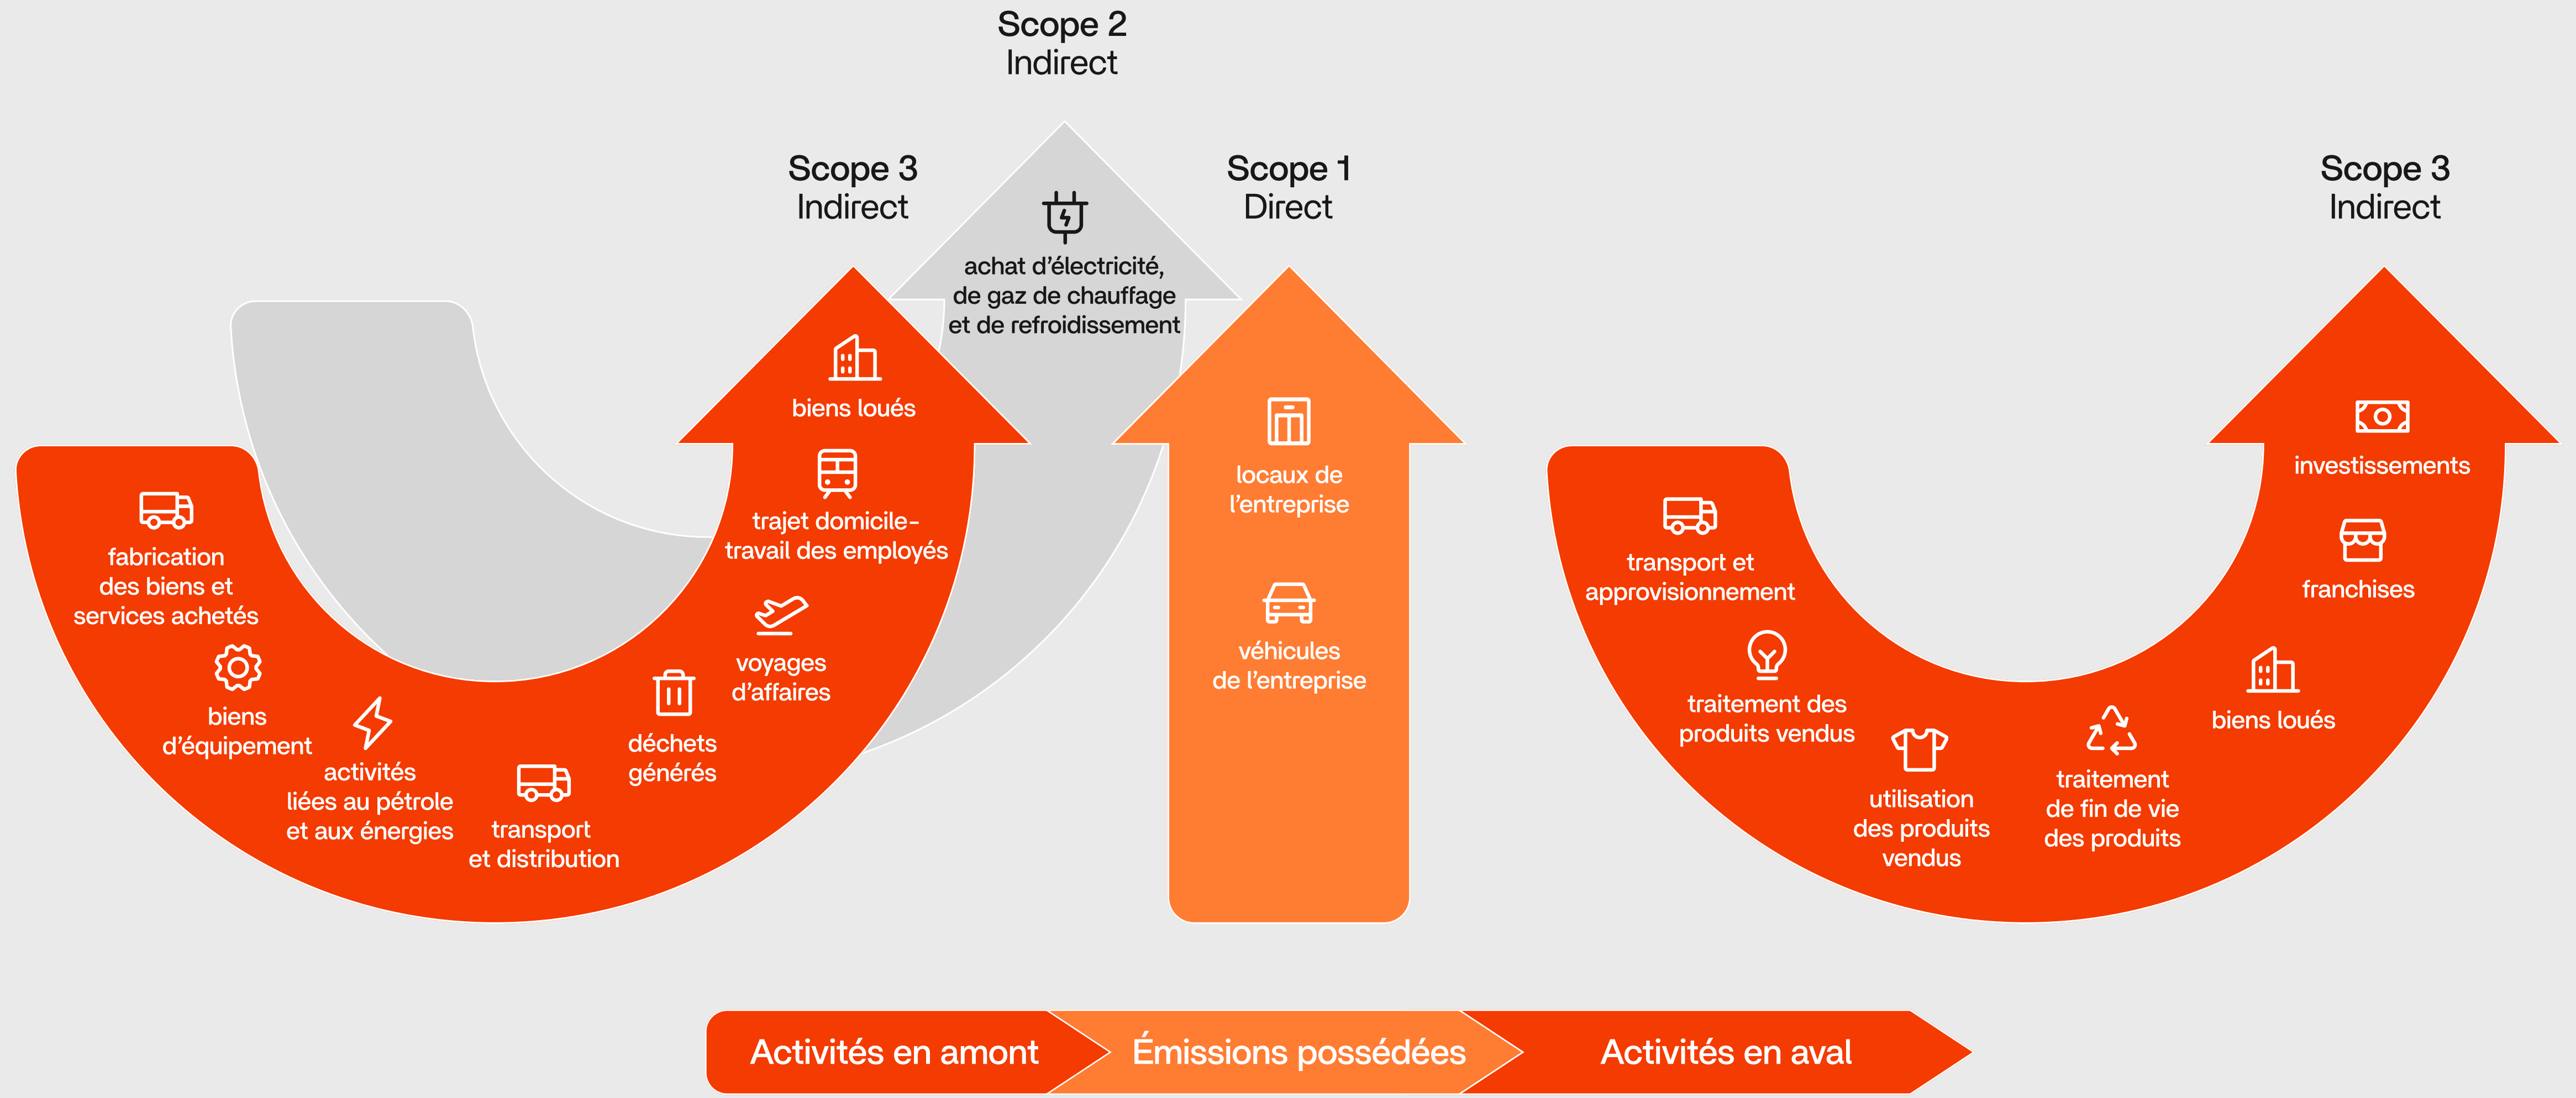 Scope 2
Indirect
achat d’électricité,
de gaz de chauffage
et de refroidissement
Scope 3
Indirect
fabrication
des biens et
services achetés
biens
d’équipement
activités
liées au pétrole
et aux énergies
transport
et distribution
déchets
générés
voyages
d’affaires
trajet domicile-
travail des employés
biens loués
Scope 1
Direct
locaux de
l’entreprise
véhicules
de l’entreprise
Scope 3
Indirect
transport et
approvisionnement
traitement des
produits vendus
utilisation
des produits
vendus
traitement
de fin de vie
des produits
biens loués
franchises
investissements
Activités en amont
Émissions possédées
Activités en aval